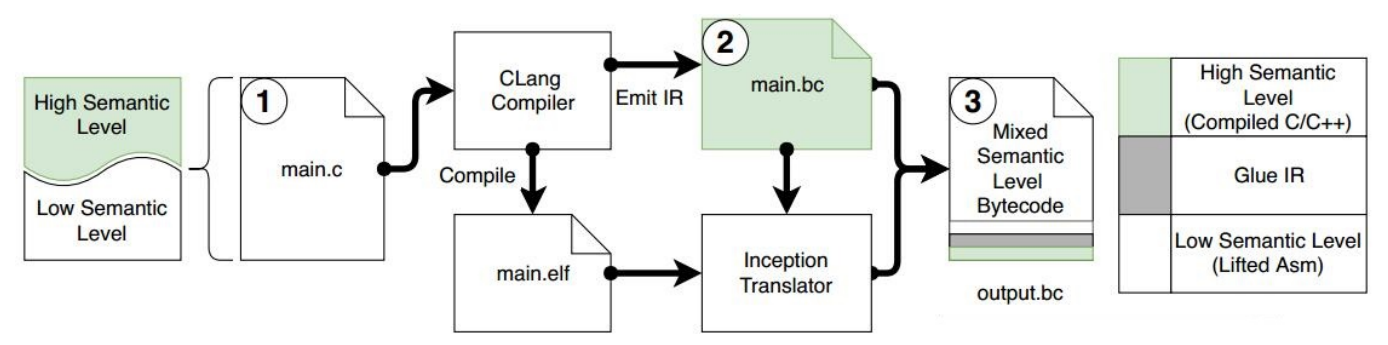 High Semantic
Level
Low Semantic
Level
1
main.c
CLang
Compiler
Emit IR
Compile
main.elf
2
main.bc
Inception
Translator
3
Mixed
Semantic
Level
Bytecode
output.bc
High Semantic
Level
(Compiled C/C++)
Glue IR
Low Semantic Level
(Lifted Asm)